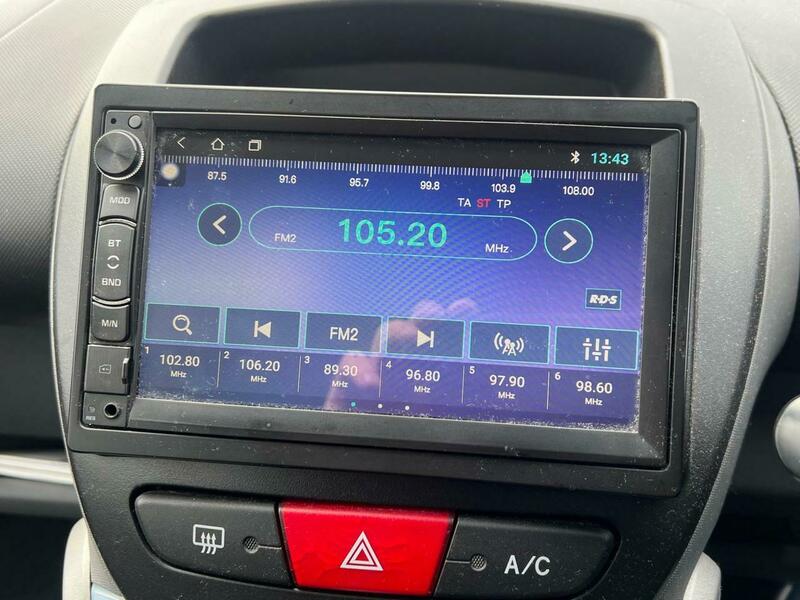 13:43
87.5 91.6 95.7 99.8 103.9 108.00
TA ST TP
FM2 105.20 MHz
R·D·S
FM2
1 102.80 MHz
2 106.20 MHz
3 89.30 MHz
4 96.80 MHz
5 97.90 MHz
6 98.60 MHz
MOD
BT
BND
M/N
RES
A/C